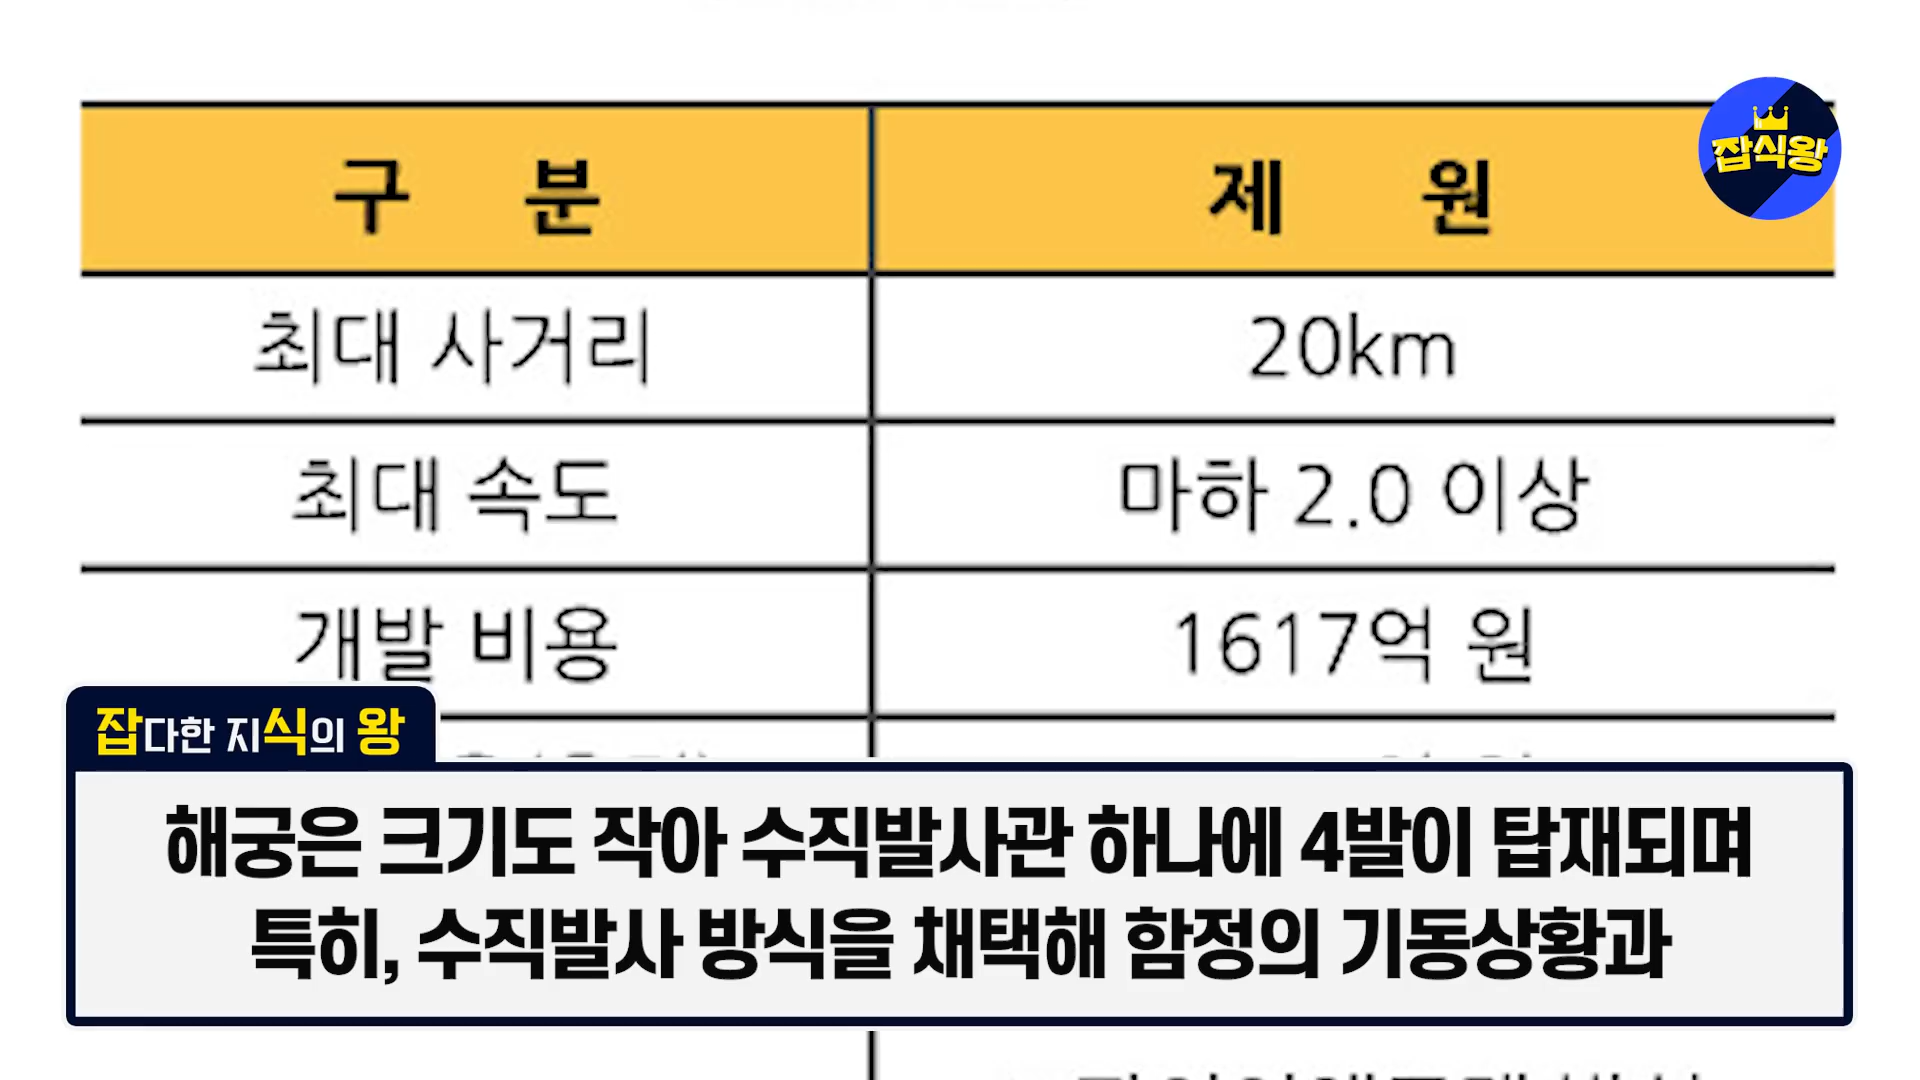 구 분 제 원
잡식왕
최대 사거리 20km
최대 속도 마하 2.0 이상
개발 비용 1617억 원
잡다한 지식의 왕
해궁은 크기도 작아 수직발사관 하나에 4발이 탑재되며
특히, 수직발사 방식을 채택해 함정의 기동상황과